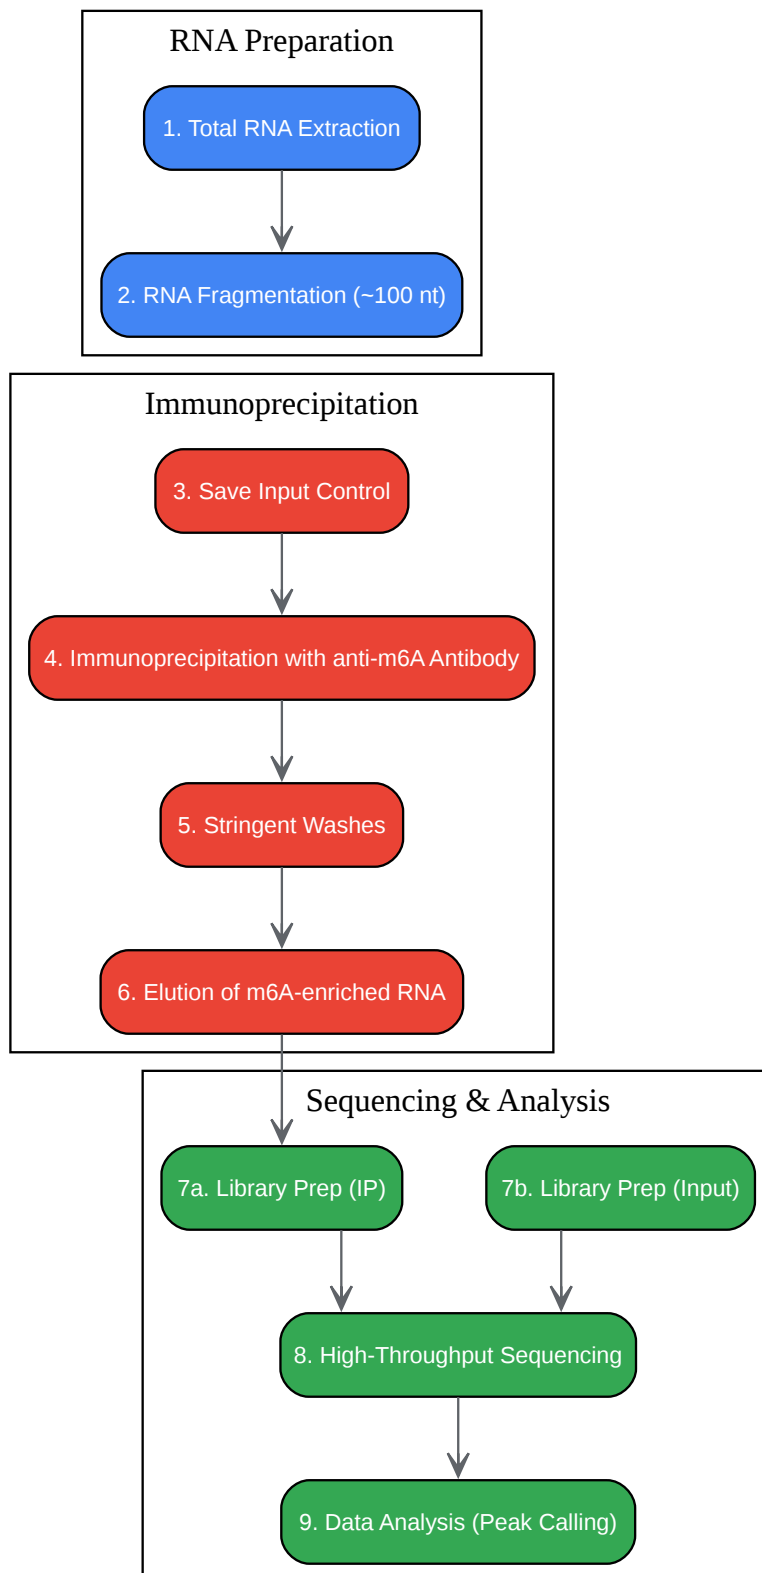 RNA Preparation
1. Total RNA Extraction
2. RNA Fragmentation (~100 nt)
Immunoprecipitation
3. Save Input Control
4. Immunoprecipitation with anti-m6A Antibody
5. Stringent Washes
6. Elution of m6A-enriched RNA
Sequencing & Analysis
7a. Library Prep (IP)
7b. Library Prep (Input)
8. High-Throughput Sequencing
9. Data Analysis (Peak Calling)